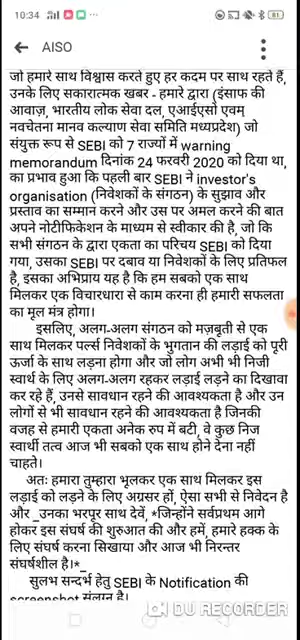 10:34
81
AISO
जो हमारे साथ विश्वास करते हुए हर कदम पर साथ रहते हैं,
उनके लिए सकारात्मक खबर - हमारे द्वारा (इंसाफ की
आवाज़, भारतीय लोक सेवा दल, एआईएसो एवम्
नवचेतना मानव कल्याण सेवा समिति मध्यप्रदेश) जो
संयुक्त रूप से SEBI को 7 राज्यों में warning
memorandum दिनांक 24 फरवरी 2020 को दिया था,
का प्रभाव हुआ कि पहली बार SEBI ने investor's
organisation (निवेशकों के संगठन) के सुझाव और
प्रस्ताव का सम्मान करने और उस पर अमल करने की बात
अपने नोटीफिकेशन के माध्यम से स्वीकार की है, जो कि
सभी संगठन के द्वारा एकता का परिचय SEBI को दिया
गया, उसका SEBI पर दबाव या निवेशकों के लिए प्रतिफल
है, इसका अभिप्राय यह है कि हम सबको एक साथ
मिलकर एक विचारधारा से काम करना ही हमारी सफलता
का मूल मंत्र होगा।
इसलिए, अलग-अलग संगठन को मज़बूती से एक
साथ मिलकर पर्ल्स निवेशकों के भुगतान की लड़ाई को पूरी
ऊर्जा के साथ लड़ना होगा और जो लोग अभी भी निजी
स्वार्थ के लिए अलग-अलग रहकर लड़ाई लड़ने का दिखावा
कर रहे हैं, उनसे सावधान रहने की आवश्यकता है और उन
लोगों से भी सावधान रहने की आवश्यकता है जिनकी
वजह से हमारी एकता अनेक रुप में बटी, वे कुछ निज
स्वार्थी तत्व आज भी सबको एक साथ होने देना नहीं
चाहते।
अतः हमारा तुम्हारा भूलकर एक साथ मिलकर इस
लड़ाई को लड़ने के लिए अग्रसर हों, ऐसा सभी से निवेदन है
और _उनका भरपूर साथ देवें, *जिन्होंने सर्वप्रथम आगे
होकर इस संघर्ष की शुरुआत की और हमें, हमारे हक्क के
लिए संघर्ष करना सिखाया और आज भी निरन्तर
संघर्षशील है।*_
सुलभ सन्दर्भ हेतु SEBI के Notification की
screenshot संलग्न है।
DU RECORDER